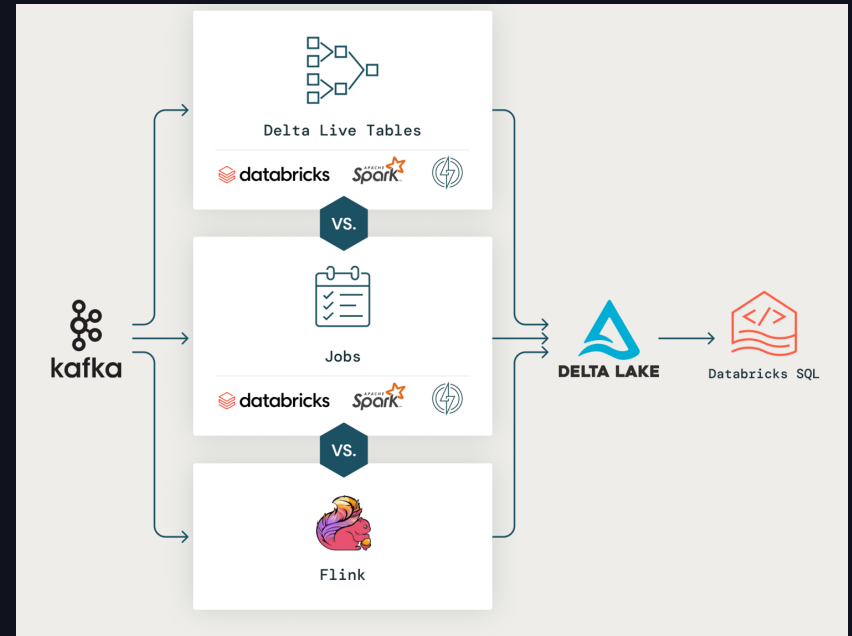 Delta Live Tables
databricks
APACHE
Spark
VS.
kafka
Jobs
databricks
APACHE
Spark
DELTA LAKE
Databricks SQL
VS.
Flink